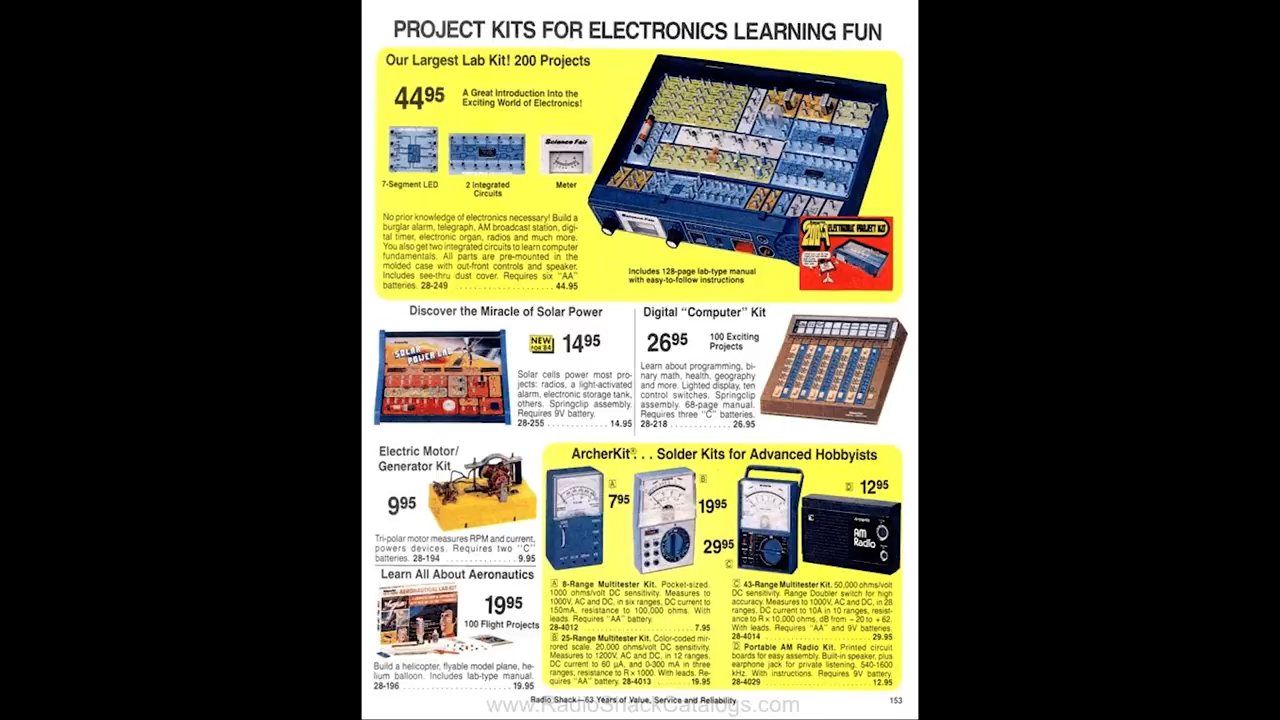 PROJECT KITS FOR ELECTRONICS LEARNING FUN
Our Largest Lab Kit! 200 Projects
44 95
A Great Introduction Into the
Exciting World of Electronics!
Science Fair
7-Segment LED
2 Integrated
Circuits
Meter
No prior knowledge of electronics necessary! Build a
burglar alarm, telegraph, AM broadcast station, digi-
tal timer, electronic organ, radios and much more.
You also get two integrated circuits to learn computer
fundamentals. All parts are pre-mounted in the
molded case with out-front controls and speaker.
Includes see-thru dust cover. Requires six "AA"
batteries. 28-249 . . . . . . . . . . . . . . . . . . . . 44.95
Science Fair
ELECTRONIC PROJECT KIT
Includes 128-page lab-type manual
with easy-to-follow instructions
Discover the Miracle of Solar Power
SOLAR
POWER LAB
NEW
FOR '84
14 95
Solar cells power most pro-
jects: radios, a light-activated
alarm, electronic storage tank,
others. Springclip assembly.
Requires 9V battery.
28-255 . . . . . . . . . . . . 14.95
Digital "Computer" Kit
26 95
100 Exciting
Projects
Learn about programming, bi-
nary math, health, geography
and more. Lighted display, ten
control switches. Springclip
assembly. 68-page manual.
Requires three "C" batteries.
28-218 . . . . . . . . . . . . 26.95
Electric Motor/
Generator Kit
9 95
Tri-polar motor measures RPM and current,
powers devices. Requires two "C"
batteries. 28-194 . . . . . . . . . . . . . . 9.95
Learn All About Aeronautics
AERONAUTICAL LAB KIT
19 95
100 Flight Projects
Build a helicopter, flyable model plane, he-
lium balloon. Includes lab-type manual.
28-196 . . . . . . . . . . . . . . . . . . . . 19.95
ArcherKit® . . . Solder Kits for Advanced Hobbyists
A
7 95
B
19 95
29 95
C
D
12 95
AM
Radio
A 8-Range Multitester Kit. Pocket-sized.
1000 ohms/volt DC sensitivity. Measures to
1000V, AC and DC, in six ranges, DC current to
150mA, resistance to 100,000 ohms. With
leads. Requires "AA" battery.
28-4012 . . . . . . . . . . . . . . . . . . . . 7.95
B 25-Range Multitester Kit. Color-coded mir-
rored scale. 20,000 ohms/volt DC sensitivity.
Measures to 1200V, AC and DC, in 12 ranges,
DC current to 60 µA, and 0-300 mA in three
ranges; resistance to R x 1000. With leads. Re-
quires "AA" battery. 28-4013 . . . . . . . 19.95
C 43-Range Multitester Kit. 50,000 ohms/volt
DC sensitivity. Range Doubler switch for high
accuracy. Measures to 1000V, AC and DC, in 28
ranges, DC current to 10A in 10 ranges, resist-
ance to R x 10,000 ohms, dB from −20 to +62.
With leads. Requires "AA" and 9V batteries.
28-4014 . . . . . . . . . . . . . . . . . . . . 29.95
D Portable AM Radio Kit. Printed circuit
boards for easy assembly. Built-in speaker, plus
earphone jack for private listening. 540-1600
kHz. With instructions. Requires 9V battery.
28-4029 . . . . . . . . . . . . . . . . . . . . 12.95
Radio Shack—63 Years of Value, Service and Reliability
153
www.RadioShackCatalogs.com